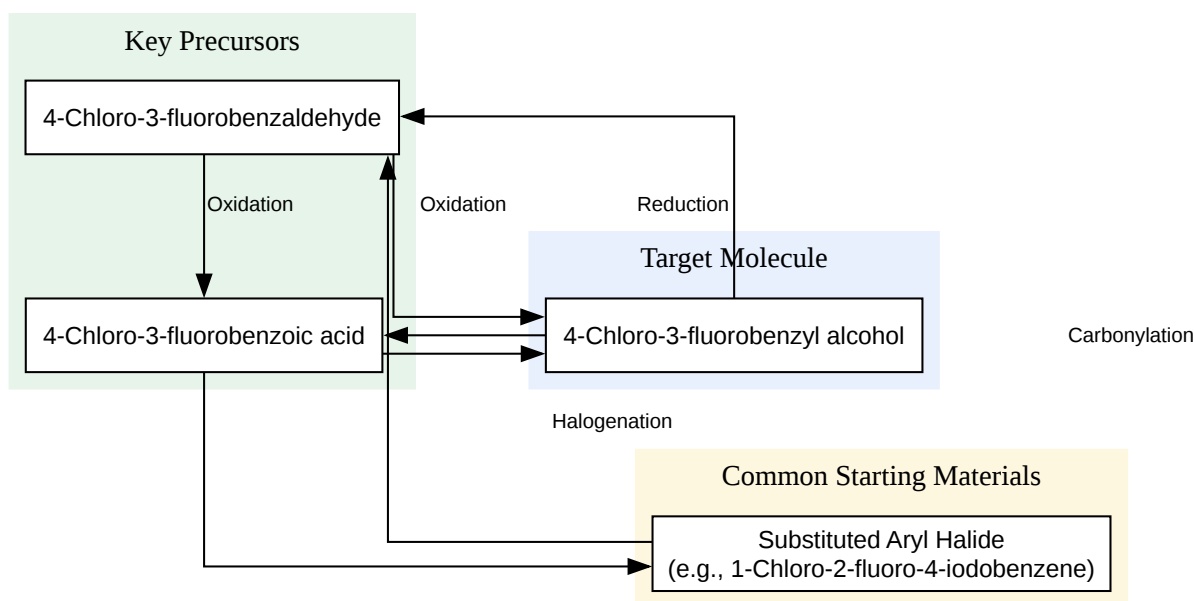 Key Precursors
4-Chloro-3-fluorobenzaldehyde
Oxidation
Oxidation
Reduction
Target Molecule
4-Chloro-3-fluorobenzoic acid
4-Chloro-3-fluorobenzyl alcohol
Carbonylation
Halogenation
Common Starting Materials
Substituted Aryl Halide
(e.g., 1-Chloro-2-fluoro-4-iodobenzene)